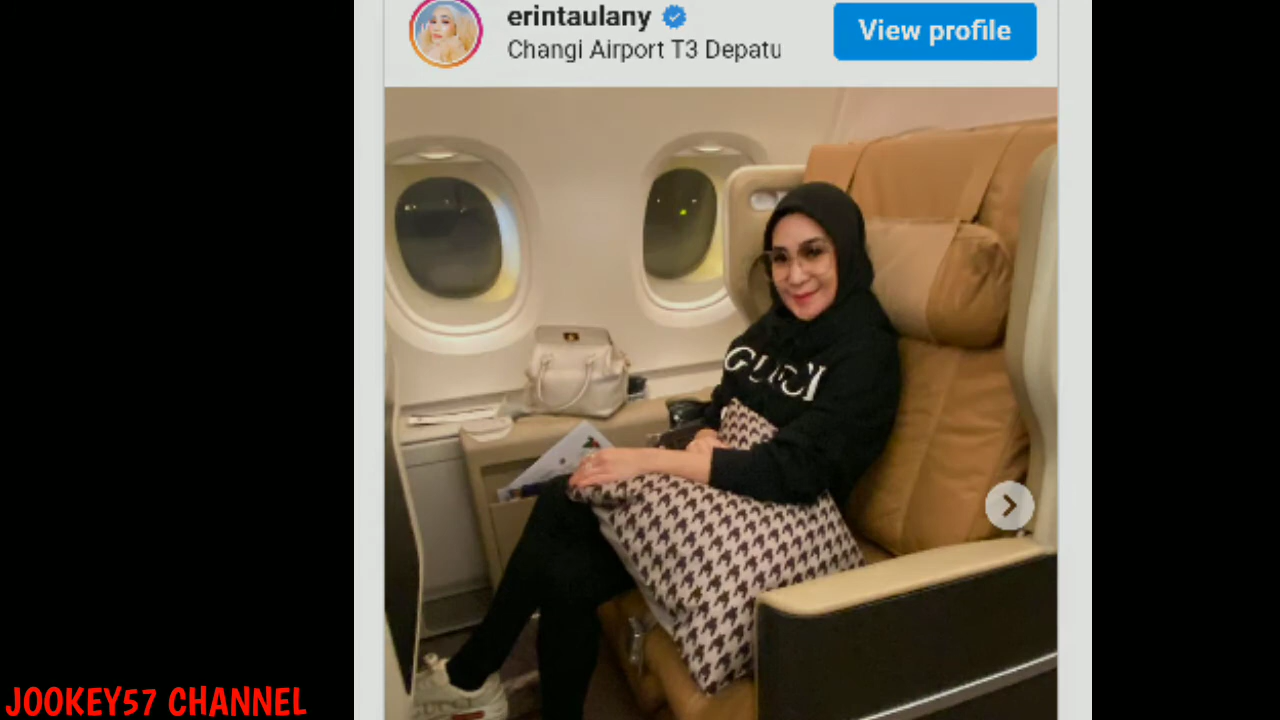 erintaulany
View profile
Changi Airport T3 Depatu
GUCCI
JOOKEY57 CHANNEL